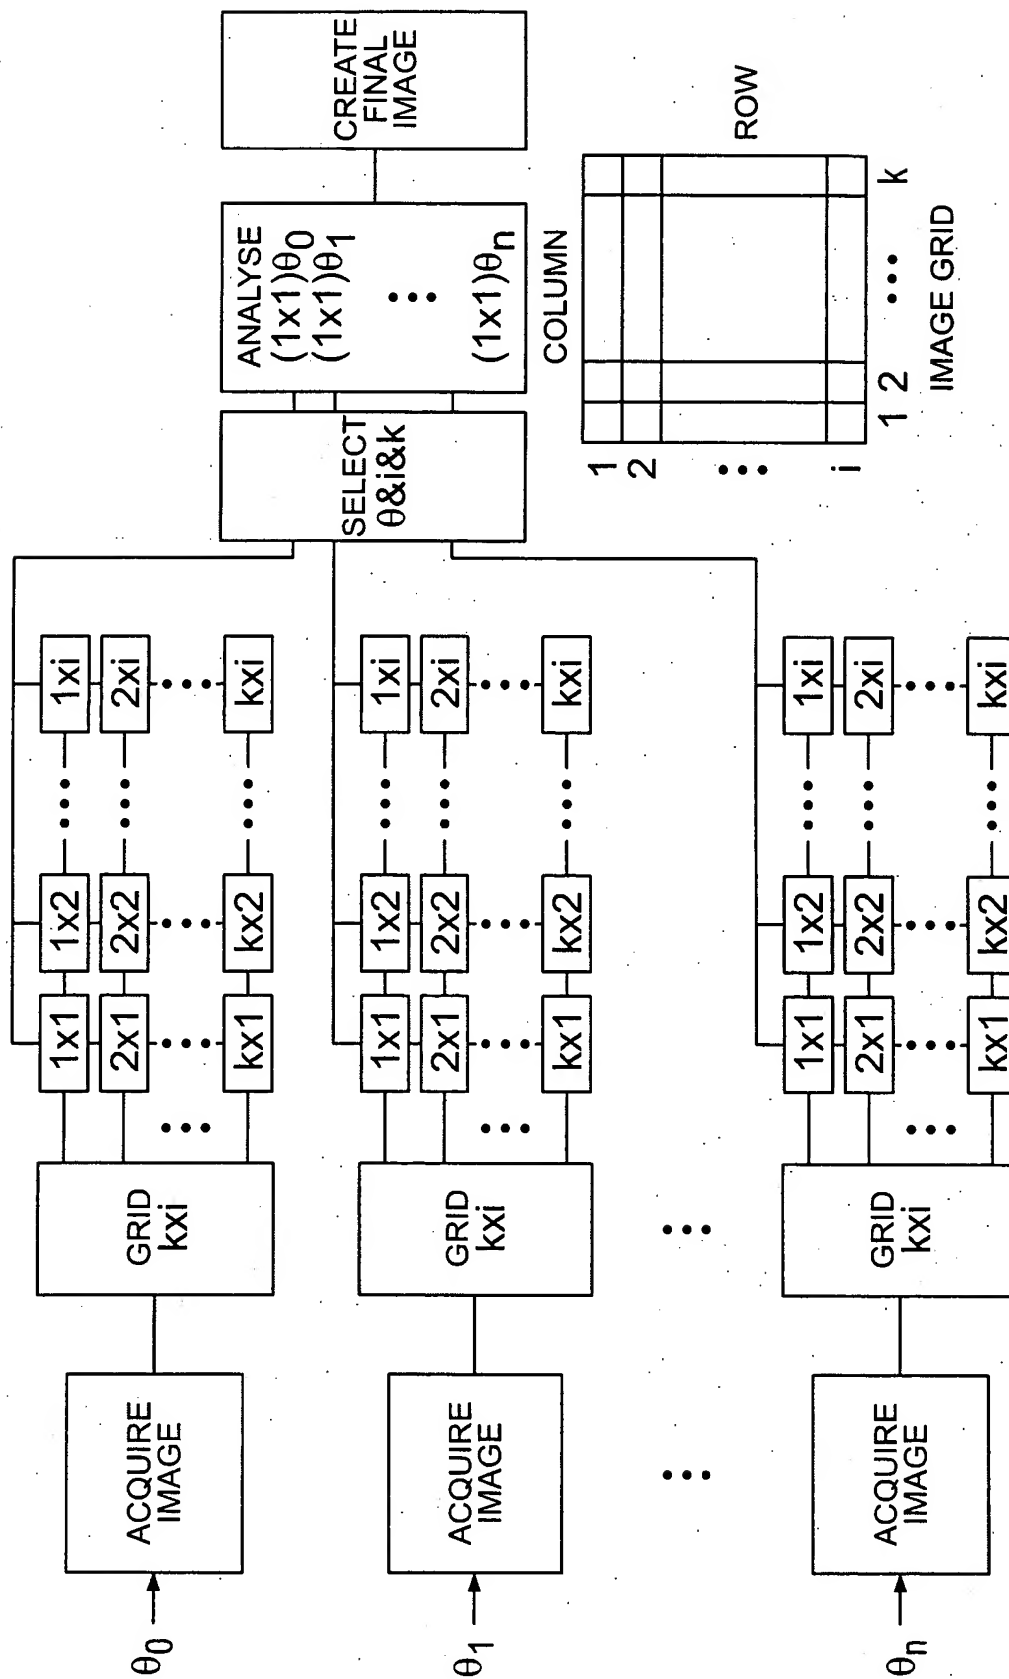 θ0
ACQUIRE
IMAGE
GRID
kxi
1x1
1x2
1xi
2x1
2x2
2xi
kx1
kx2
kxi
θ1
ACQUIRE
IMAGE
GRID
kxi
1x1
1x2
1xi
2x1
2x2
2xi
kx1
kx2
kxi
θn
ACQUIRE
IMAGE
GRID
kxi
1x1
1x2
1xi
2x1
2x2
2xi
kx1
kx2
kxi
SELECT
θ&i&k
ANALYSE
(1x1)θ0
(1x1)θ1
(1x1)θn
CREATE
FINAL
IMAGE
COLUMN
1
2
i
ROW
1 2 k
IMAGE GRID